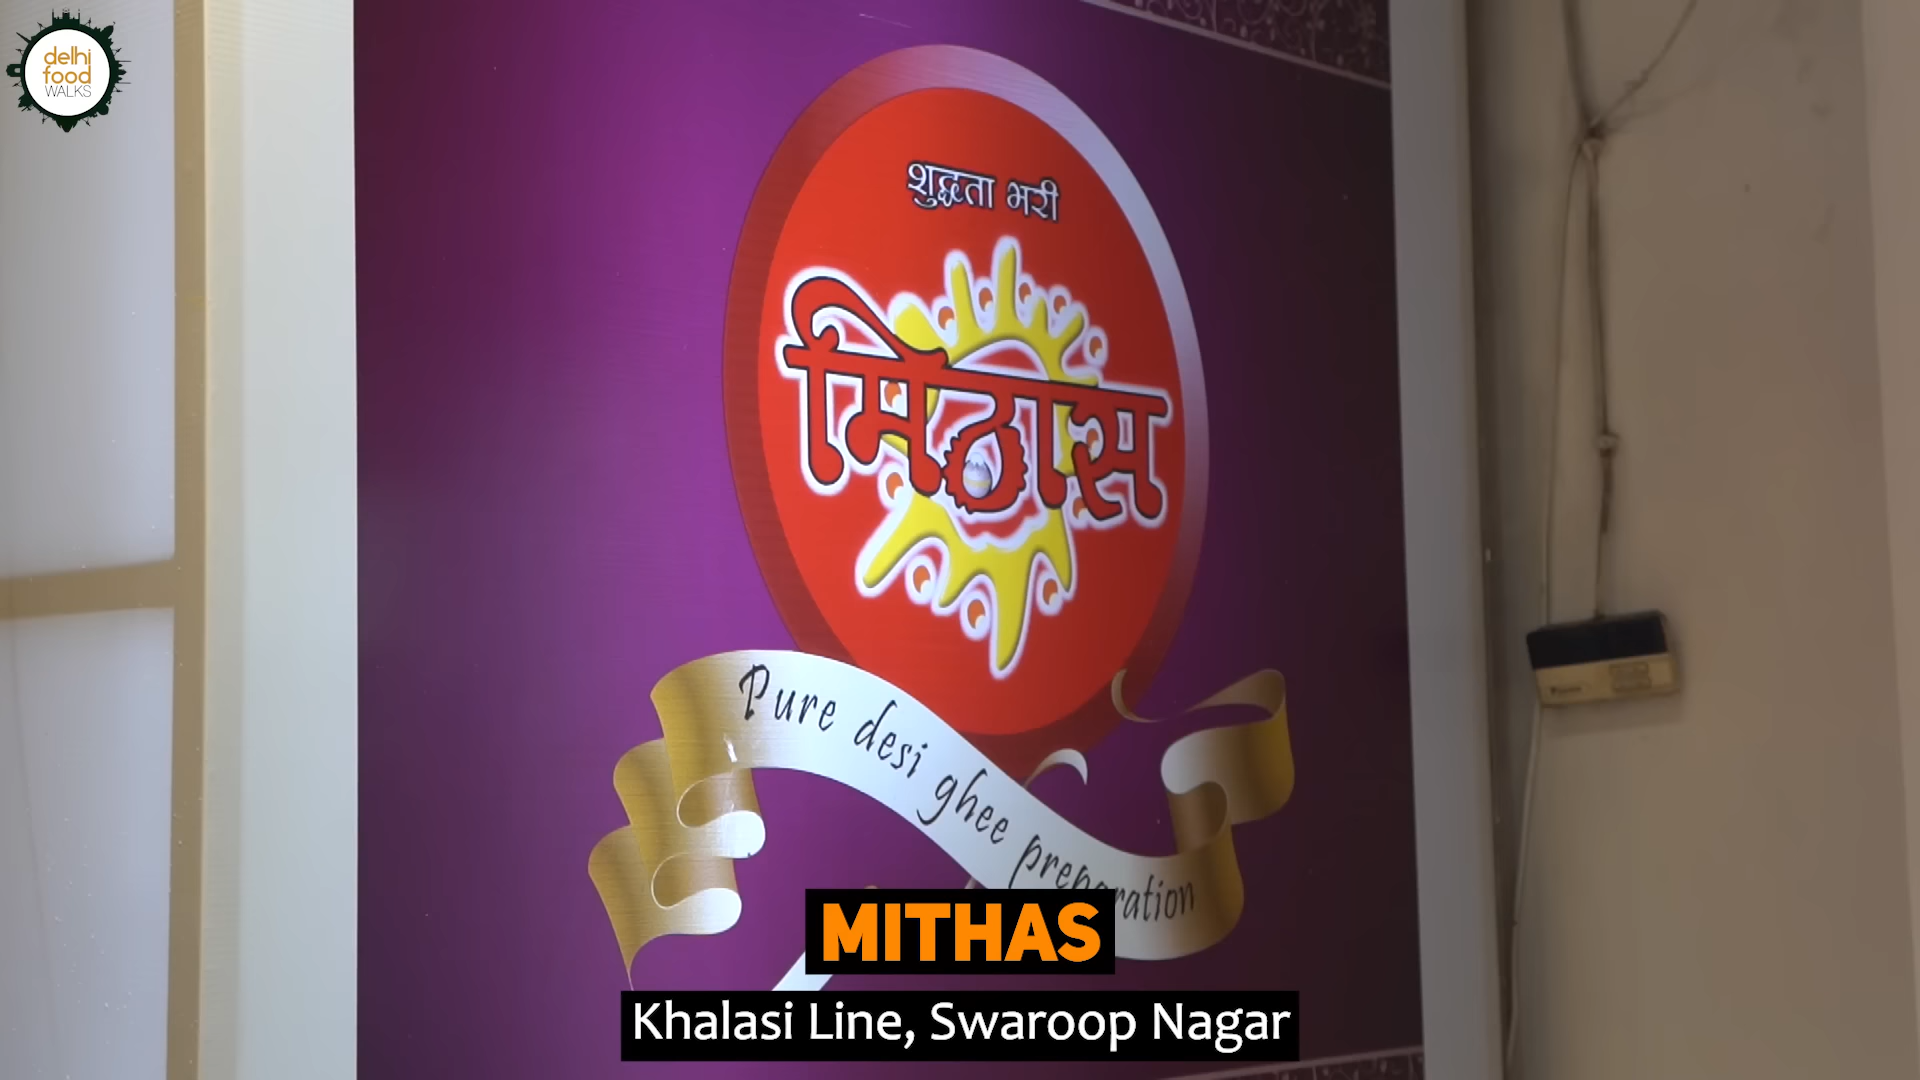 delhi
food
WALKS
शुद्धता भरी
मिठास
Pure desi ghee preparation
MITHAS
Khalasi Line, Swaroop Nagar